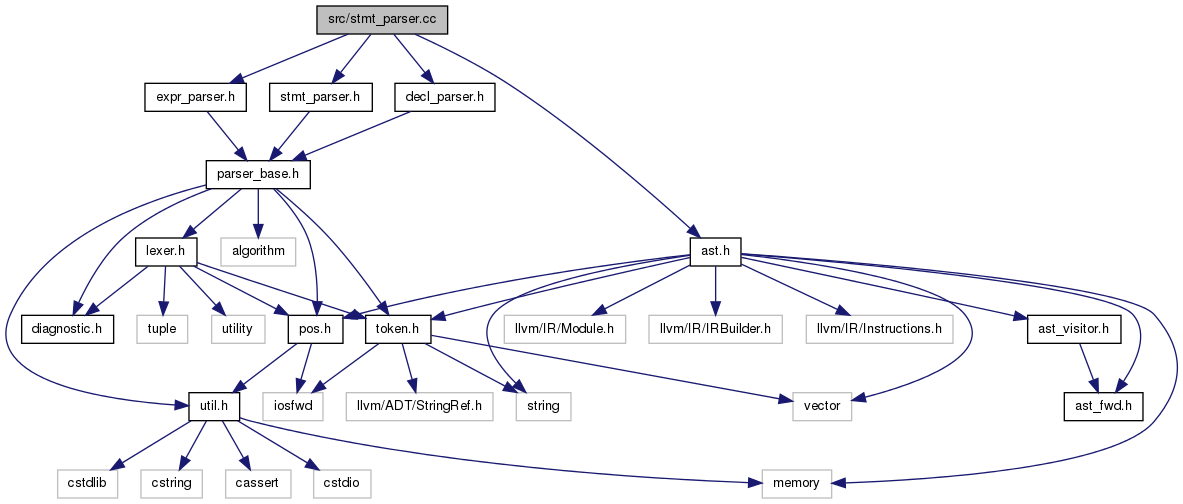 src/stmt_parser.cc
expr_parser.h
stmt_parser.h
decl_parser.h
parser_base.h
lexer.h
algorithm
ast.h
diagnostic.h
tuple
utility
pos.h
token.h
llvm/IR/Module.h
llvm/IR/IRBuilder.h
llvm/IR/Instructions.h
ast_visitor.h
util.h
iosfwd
llvm/ADT/StringRef.h
string
vector
ast_fwd.h
cstdlib
cstring
cassert
cstdio
memory